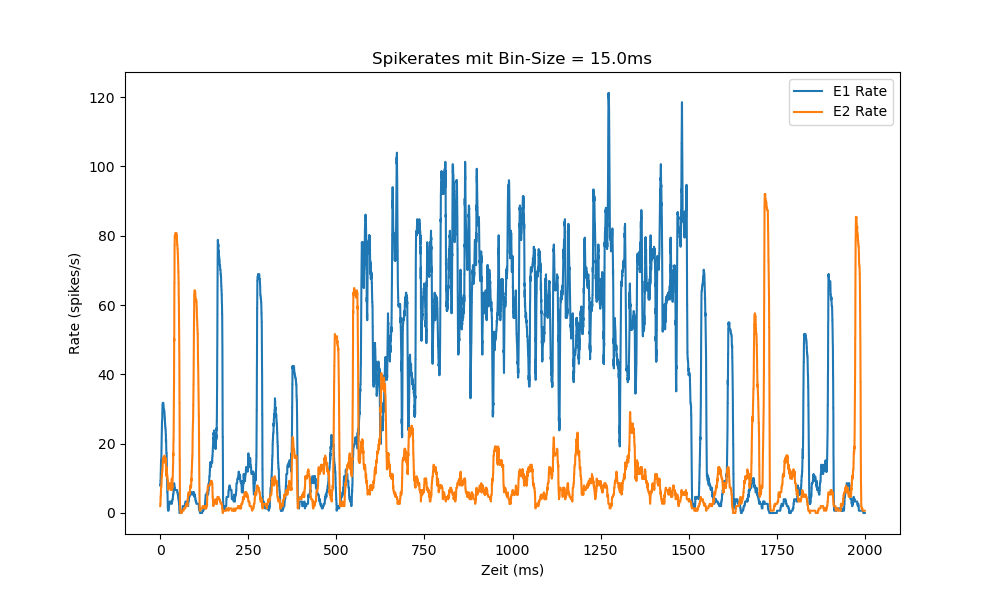 Spikerates mit Bin-Size = 15.0ms
E1 Rate
E2 Rate
120
100
80
60
40
20
0
Rate (spikes/s)
0 250 500 750 1000 1250 1500 1750 2000
Zeit (ms)